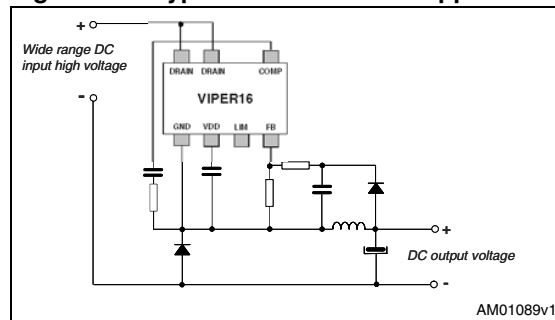 +
Wide range DC
input high voltage
-
DRAIN DRAIN COMP
VIPER16
GND VDD LIM FB
+
DC output voltage
-
AM01089v1